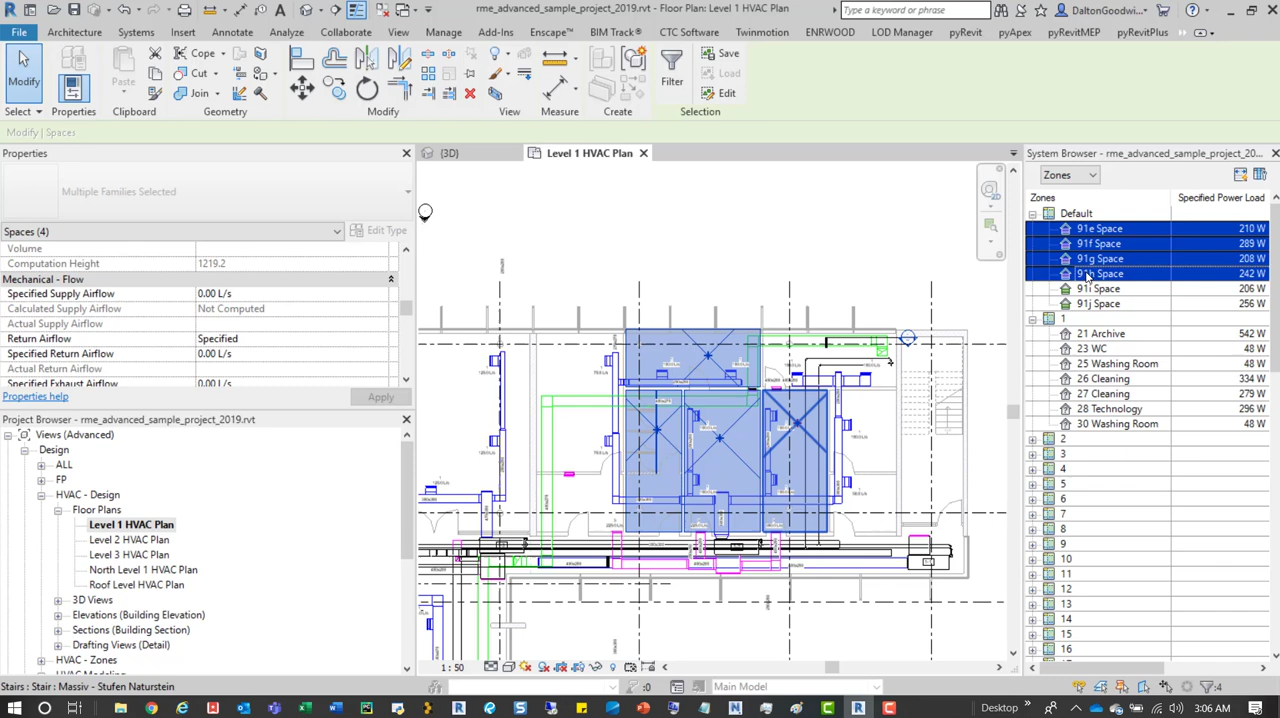 rme_advanced_sample_project_2019.rvt - Floor Plan: Level 1 HVAC Plan
Type a keyword or phrase
DaltonGoodwi...
File Architecture Systems Insert Annotate Analyze Massing & Site Collaborate View Manage Add-Ins Enscape™ BIM Track® CTC Software Twinmotion ENRWOOD LOD Manager pyRevit pyApex pyRevitMEP pyRevitPlus
Modify
Properties
Paste
Cope
Cut
Join
Filter
Save
Load
Edit
Select Properties Clipboard Geometry Modify View Measure Create Selection
Modify | Spaces
Properties
Multiple Families Selected
Spaces (4)
Edit Type
Volume
Computation Height 1219.2
Mechanical - Flow
Specified Supply Airflow 0.00 L/s
Calculated Supply Airflow Not Computed
Actual Supply Airflow
Return Airflow Specified
Specified Return Airflow 0.00 L/s
Actual Return Airflow
Specified Exhaust Airflow 0.00 L/s
Properties help
Apply
Project Browser - rme_advanced_sample_project_2019.rvt
Views (Advanced)
Design
ALL
FP
HVAC - Design
Floor Plans
Level 1 HVAC Plan
Level 2 HVAC Plan
Level 3 HVAC Plan
North Level 1 HVAC Plan
Roof Level HVAC Plan
3D Views
Elevations (Building Elevation)
Sections (Building Section)
Drafting Views (Detail)
HVAC - Zones
HVAC Modeling
{3D}
Level 1 HVAC Plan
1 : 50
System Browser - rme_advanced_sample_project_20...
Zones
Zones Specified Power Load
Default
91e Space 210 W
91f Space 289 W
91g Space 208 W
91h Space 242 W
91i Space 206 W
91j Space 256 W
1
21 Archive 542 W
23 WC 48 W
25 Washing Room 48 W
26 Cleaning 334 W
27 Cleaning 279 W
28 Technology 296 W
30 Washing Room 48 W
2
3
4
5
6
7
8
9
10
11
12
13
14
15
16
Stair : Stair : Massiv - Stufen Naturstein
:0
Main Model
:4
Desktop
3:06 AM